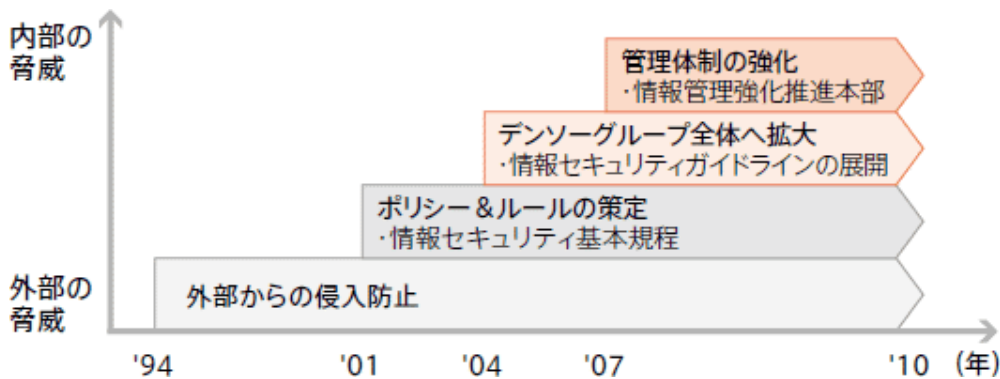 内部の
脅威
管理体制の強化
・情報管理強化推進本部
デンソーグループ全体へ拡大
・情報セキュリティガイドラインの展開
ポリシー＆ルールの策定
・情報セキュリティ基本規程
外部の
脅威
外部からの侵入防止
'94
'01
'04
'07
'10
(年)